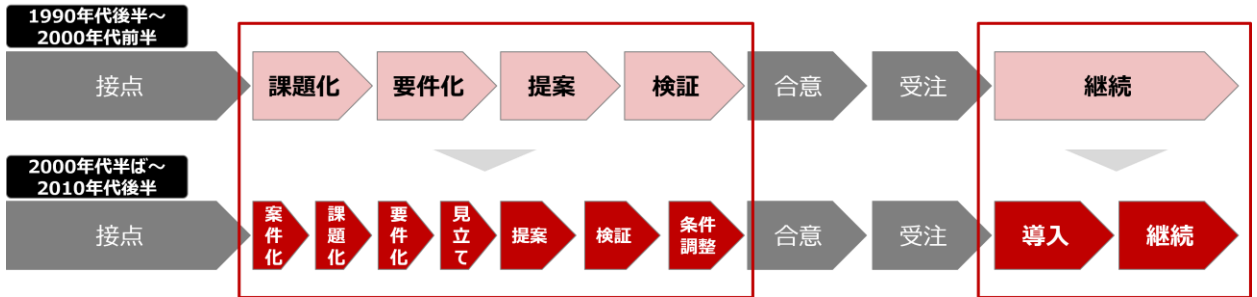 1990年代後半～
2000年代前半
接点
課題化
要件化
提案
検証
合意
受注
継続
2000年代半ば～
2010年代後半
接点
案件化
課題化
要件化
見立て
提案
検証
条件
調整
合意
受注
導入
継続